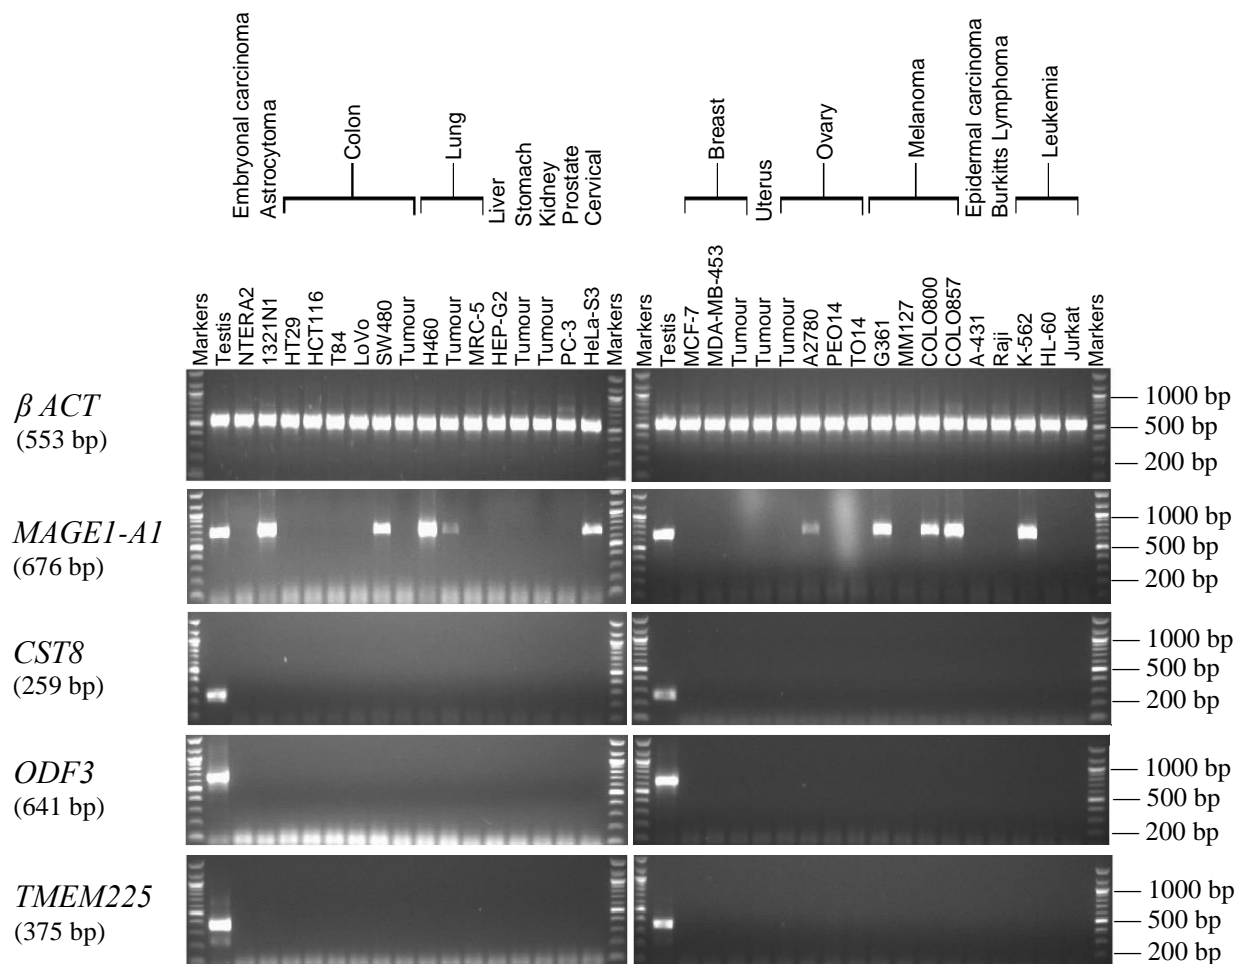 Embryonal carcinoma
Astrocytoma
Colon
Lung
Liver
Stomach
Kidney
Prostate
Cervical
Breast
Uterus
Ovary
Melanoma
Epidermal carcinoma
Burkitts Lymphoma
Leukemia
Markers
Testis
NTERA2
1321N1
HT29
HCT116
T84
LoVo
SW480
Tumour
H460
Tumour
MRC-5
HEP-G2
Tumour
Tumour
PC-3
HeLa-S3
Markers
Markers
Testis
MCF-7
MDA-MB-453
Tumour
Tumour
Tumour
A2780
PEO14
TO14
G361
MM127
COLO800
COLO857
A-431
Raji
K-562
HL-60
Jurkat
Markers
β ACT
(553 bp)
1000 bp
500 bp
200 bp
MAGE1-A1
(676 bp)
1000 bp
500 bp
200 bp
CST8
(259 bp)
1000 bp
500 bp
200 bp
ODF3
(641 bp)
1000 bp
500 bp
200 bp
TMEM225
(375 bp)
1000 bp
500 bp
200 bp